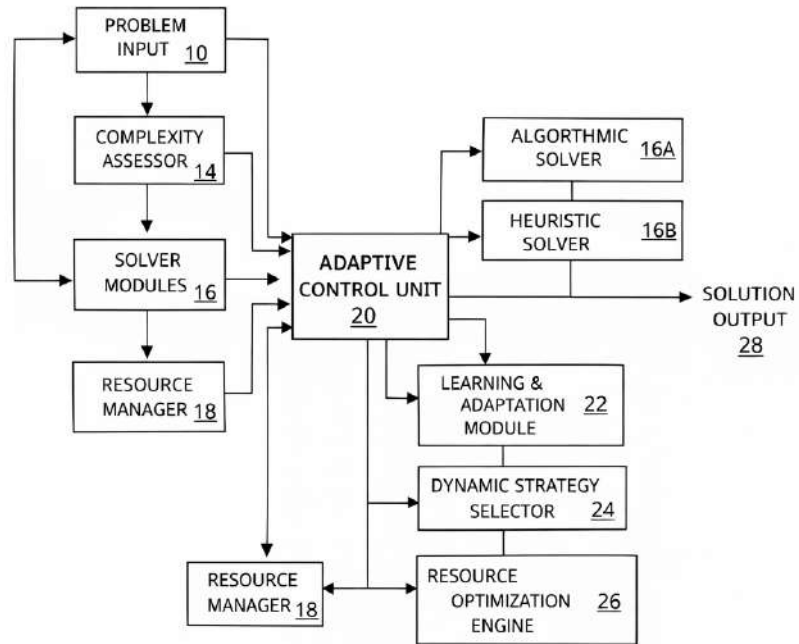 PROBLEM
INPUT 10
COMPLEXITY
ASSESSOR 14
SOLVER
MODULES 16
RESOURCE
MANAGER 18
ADAPTIVE
CONTROL UNIT
20
ALGORTHMIC
SOLVER 16A
HEURISTIC
SOLVER 16B
SOLUTION
OUTPUT
28
LEARNING &
ADAPTATION
MODULE 22
DYNAMIC STRATEGY
SELECTOR 24
RESOURCE
MANAGER 18
RESOURCE
OPTIMIZATION
ENGINE 26